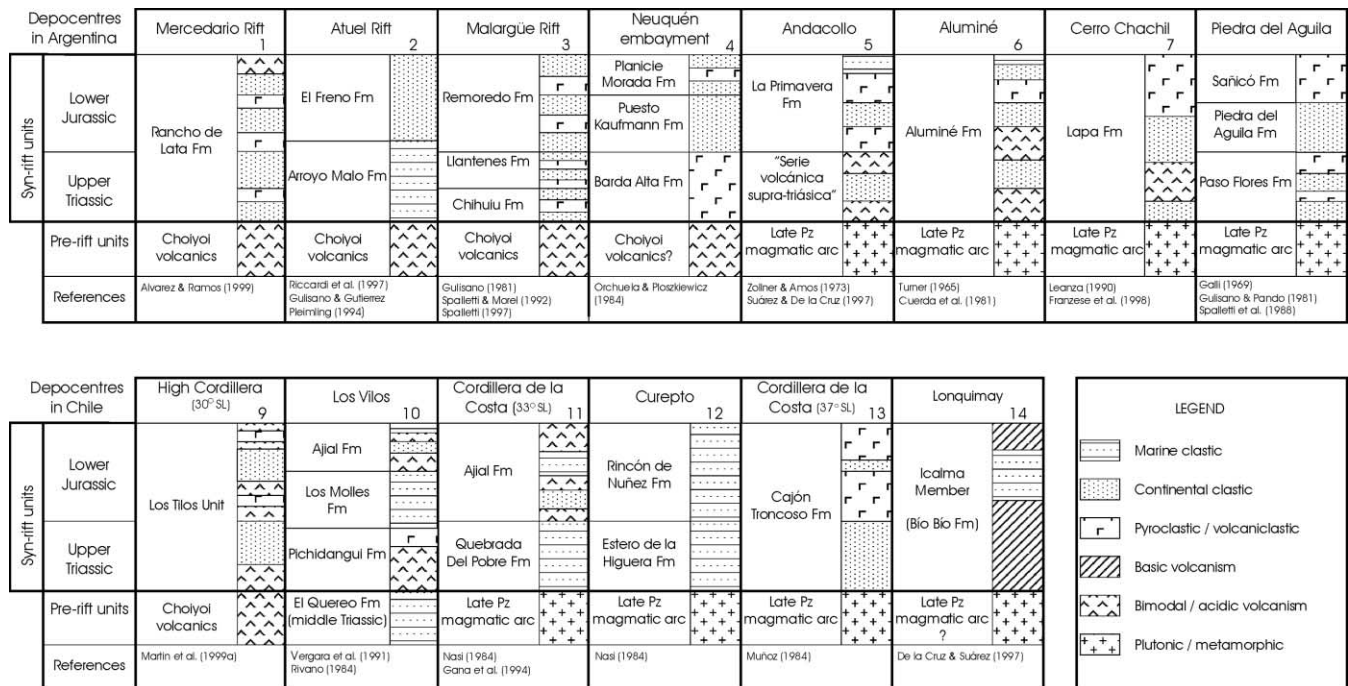 Depocentres
in Argentina
Mercedario Rift
1
Atuel Rift
2
Malargüe Rift
3
Neuquén
embayment
4
Andacollo
5
Aluminé
6
Cerro Chachil
7
Piedra del Aguila
Syn-rift units
Lower
Jurassic
Upper
Triassic
Rancho de
Lata Fm
El Freno Fm
Arroyo Malo Fm
Remoredo Fm
Llantenes Fm
Chihuiu Fm
Planicie
Morada Fm
Puesto
Kaufmann Fm
Barda Alta Fm
La Primavera
Fm
"Serie
volcánica
supra-triásica"
Aluminé Fm
Lapa Fm
Sañicó Fm
Piedra del
Aguila Fm
Paso Flores Fm
Pre-rift units
Choiyoi
volcanics
Choiyoi
volcanics
Choiyoi
volcanics
Choiyoi
volcanics?
Late Pz
magmatic arc
Late Pz
magmatic arc
Late Pz
magmatic arc
Late Pz
magmatic arc
References
Alvarez & Ramos (1999)
Riccardi et al. (1997)
Gulisano & Gutierrez
Pleimling (1994)
Gulisano (1981)
Spalletti & Morel (1992)
Spalletti (1997)
Orchuela & Ploszkiewicz
(1984)
Zollner & Amos (1973)
Suárez & De la Cruz (1997)
Turner (1965)
Cuerda et al. (1981)
Leanza (1990)
Franzese et al. (1998)
Galli (1969)
Gulisano & Pando (1981)
Spalletti et al. (1988)
Depocentres
in Chile
High Cordillera
(30° SL)
9
Los Vilos
10
Cordillera de la
Costa (33° SL)
11
Curepto
12
Cordillera de la
Costa (37° SL)
13
Lonquimay
14
Syn-rift units
Lower
Jurassic
Upper
Triassic
Los Tilos Unit
Ajial Fm
Los Molles
Fm
Pichidangui Fm
Ajial Fm
Quebrada
Del Pobre Fm
Rincón de
Nuñez Fm
Estero de la
Higuera Fm
Cajón
Troncoso Fm
Icalma
Member
(Bío Bío Fm)
Pre-rift units
Choiyoi
volcanics
El Quereo Fm
(middle Triassic)
Late Pz
magmatic arc
Late Pz
magmatic arc
Late Pz
magmatic arc
Late Pz
magmatic arc
?
References
Martin et al. (1999a)
Vergara et al. (1991)
Rivano (1984)
Nasi (1984)
Gana et al. (1994)
Nasi (1984)
Muñoz (1984)
De la Cruz & Suárez (1997)
LEGEND
Marine clastic
Continental clastic
Pyroclastic / volcaniclastic
Basic volcanism
Bimodal / acidic volcanism
Plutonic / metamorphic